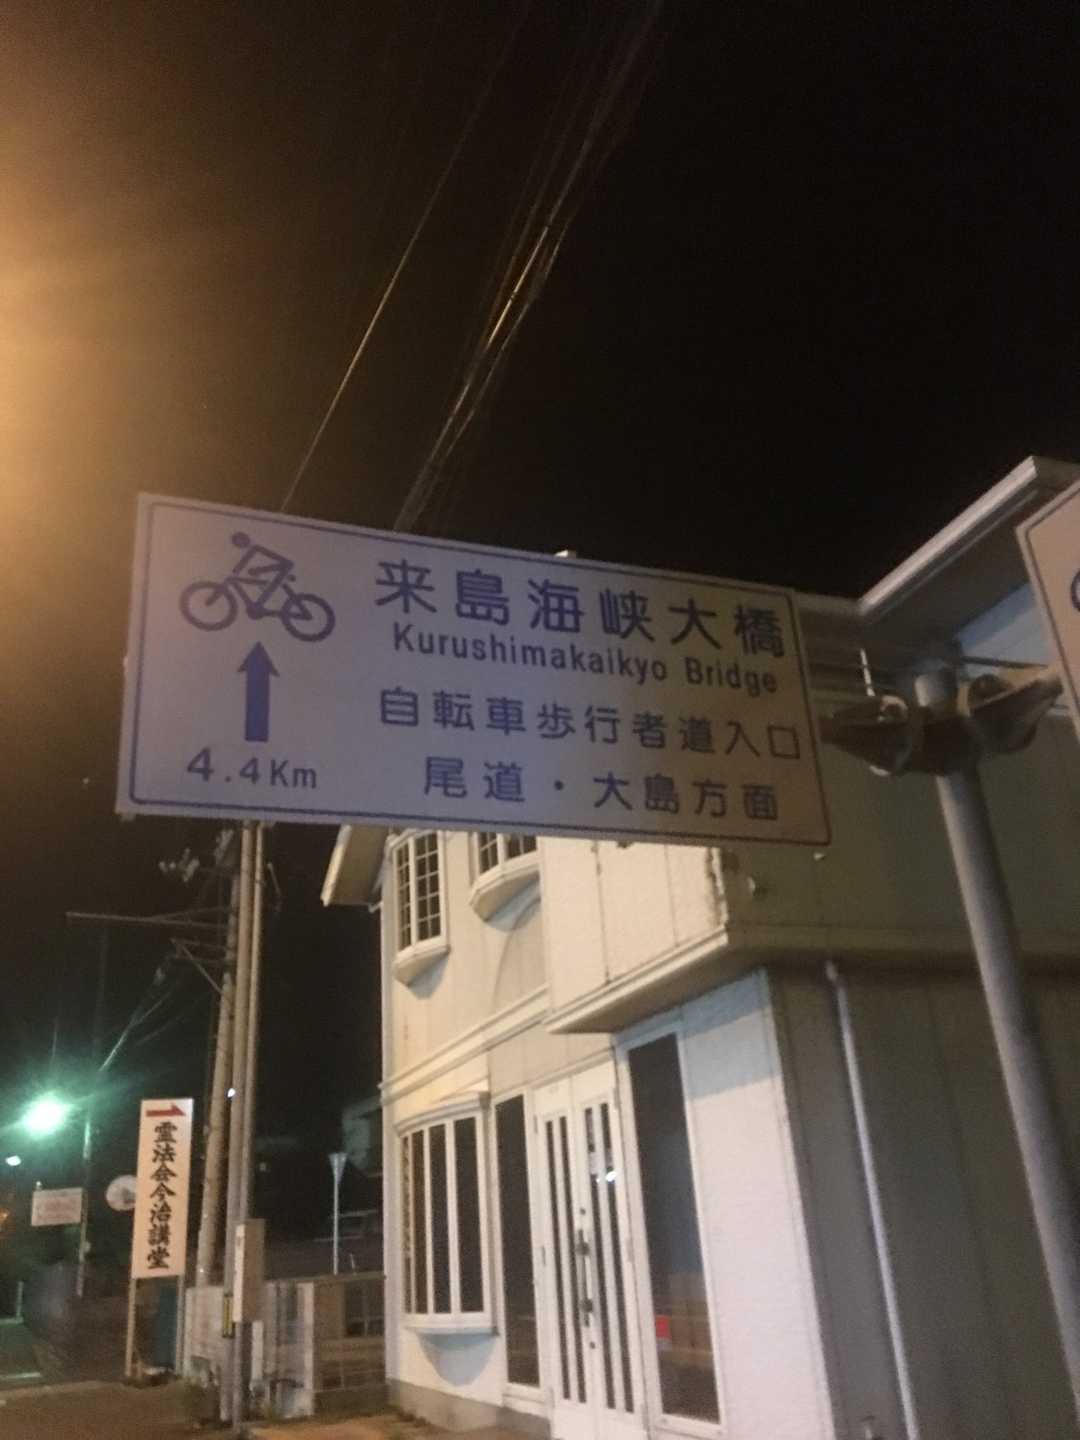 来島海峡大橋
Kurushimakaikyo Bridge
自転車歩行者道入口
4.4Km
尾道・大島方面
霊法会今治講堂